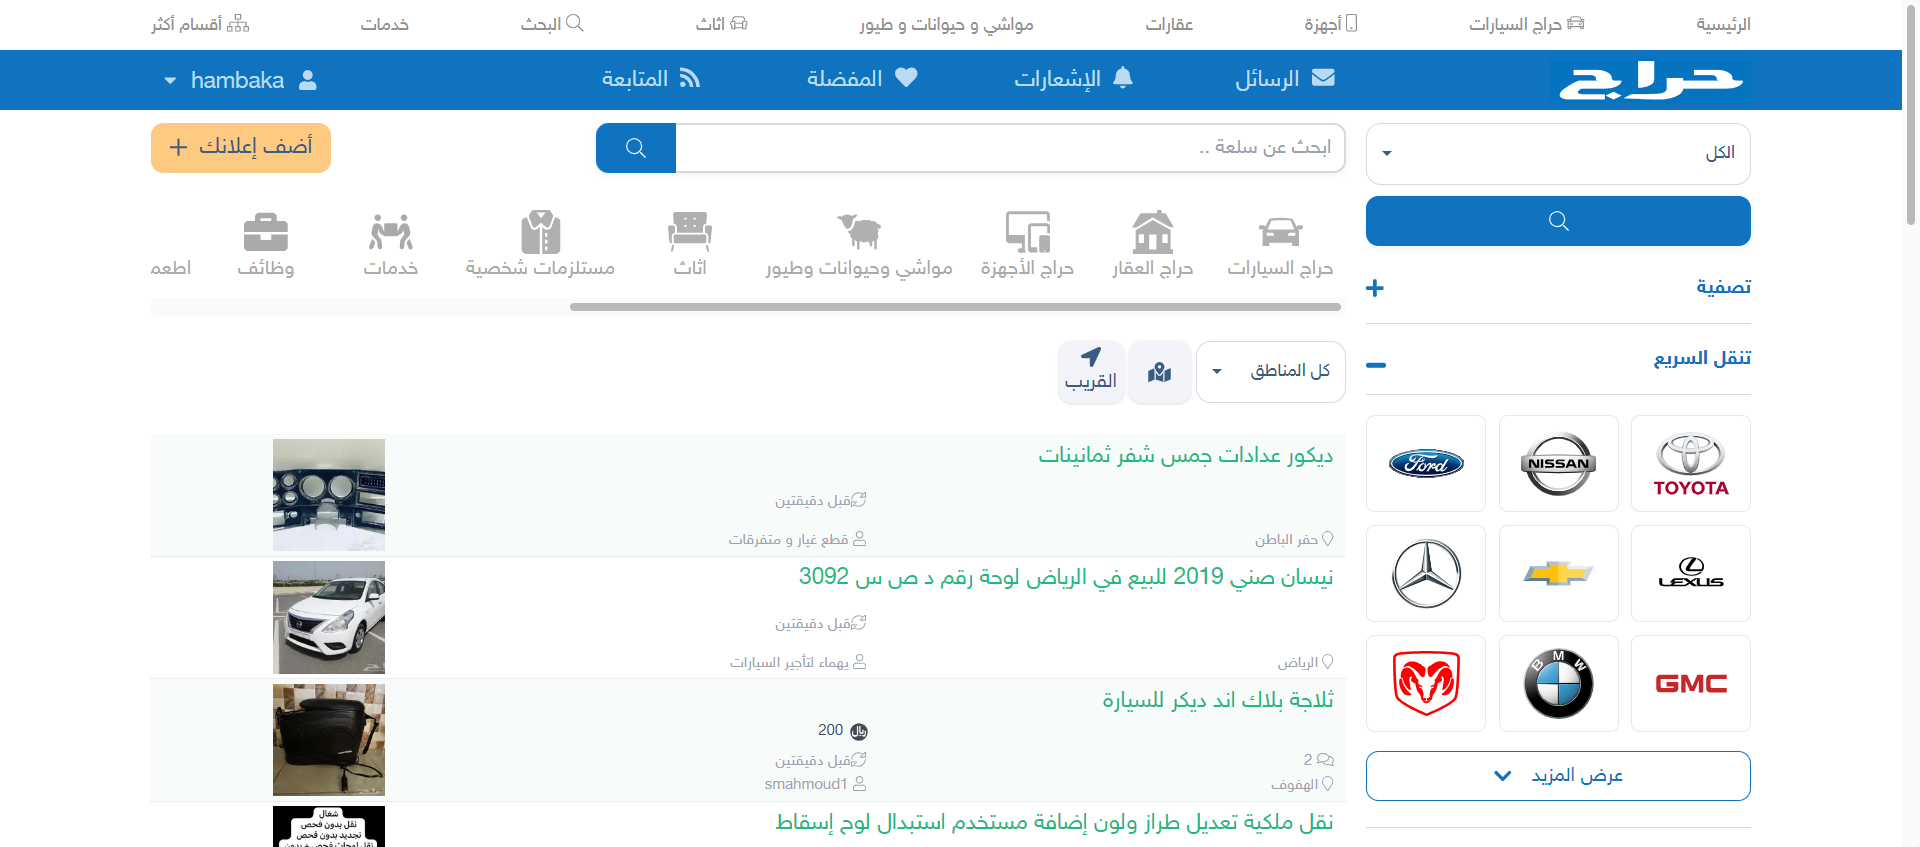 الرئيسية
حراج السيارات
أجهزة
عقارات
مواشي و حيوانات و طيور
اثاث
البحث
خدمات
أقسام أكثر
حراج
الرسائل
الإشعارات
المفضلة
المتابعة
hambaka
الكل
ابحث عن سلعة ..
أضف إعلانك
حراج السيارات
حراج العقار
حراج الأجهزة
مواشي وحيوانات وطيور
اثاث
مستلزمات شخصية
خدمات
وظائف
اطعم
تصفية
تنقل السريع
كل المناطق
القريب
TOYOTA
NISSAN
Ford
LEXUS
GMC
BMW
عرض المزيد
ديكور عدادات جمس شفر ثمانينات
قبل دقيقتين
حفر الباطن
قطع غيار و متفرقات
نيسان صني 2019 للبيع في الرياض لوحة رقم د ص س 3092
قبل دقيقتين
الرياض
يهماء لتأجير السيارات
ثلاجة بلاك اند ديكر للسيارة
ريال 200
2
قبل دقيقتين
الهفوف
smahmoud1
نقل ملكية تعديل طراز ولون إضافة مستخدم استبدال لوح إسقاط
شغال
نقل بدون فحص
تجديد بدون فحص